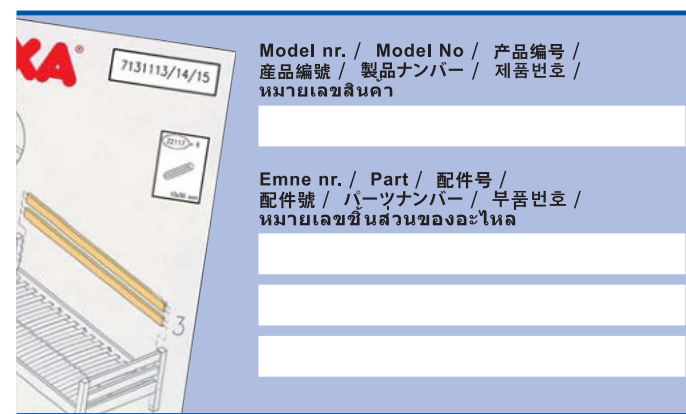 XA®
7131113/14/15
22117
3
Model nr. / Model No / 产品编号 /
産品編號 / 製品ナンバー / 제품번호 /
หมายเลขสินคา
Emne nr. / Part / 配件号 /
配件號 / パーツナンバー / 부품번호 /
หมายเลขชิ้นส่วนของอะไหล